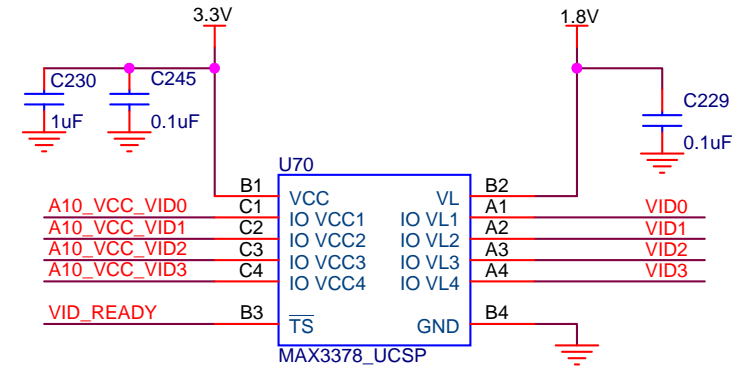 3.3V
1.8V
C230
C245
1uF
0.1uF
C229
0.1uF
U70
B1
VCC
VL
B2
A10_VCC_VID0
C1
IO VCC1
IO VL1
A1
VID0
A10_VCC_VID1
C2
IO VCC2
IO VL2
A2
VID1
A10_VCC_VID2
C3
IO VCC3
IO VL3
A3
VID2
A10_VCC_VID3
C4
IO VCC4
IO VL4
A4
VID3
VID_READY
B3
TS
GND
B4
MAX3378_UCSP